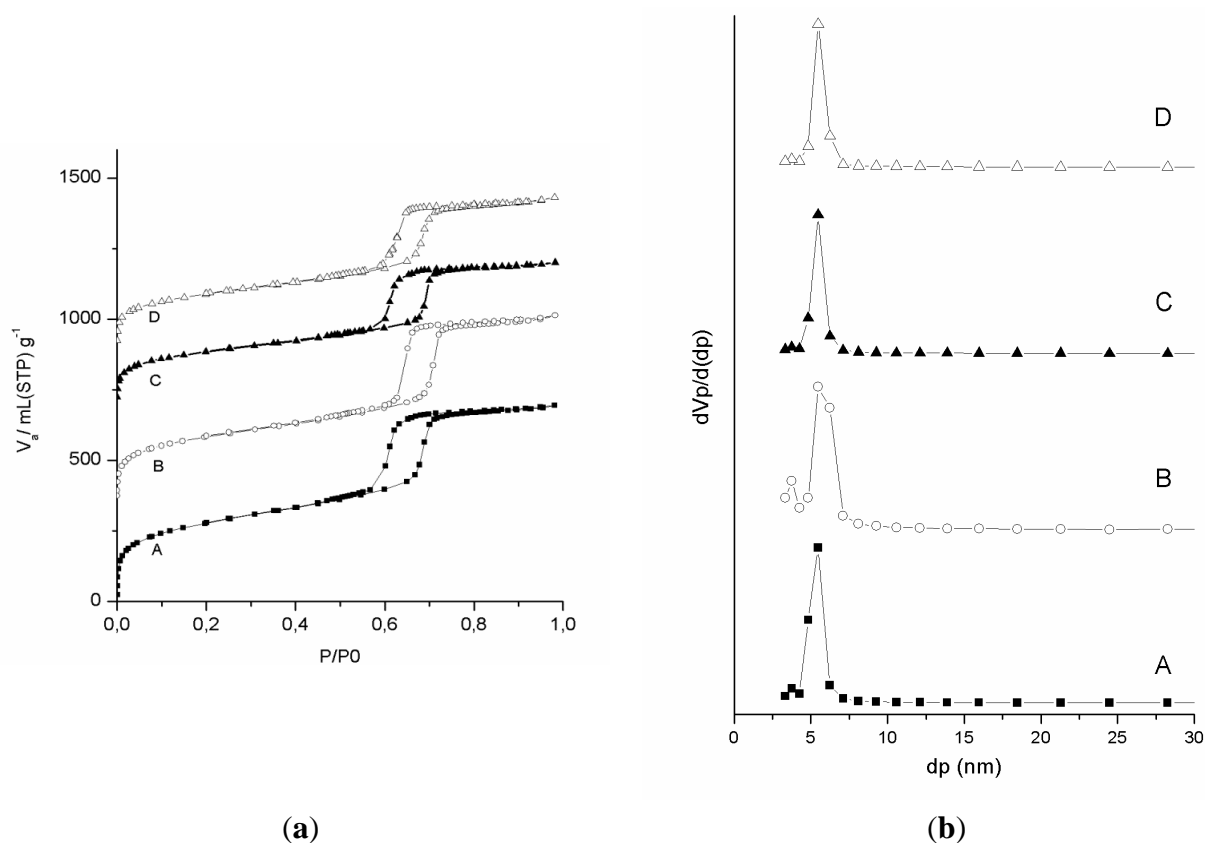 1500
1000
500
0
V_a / mL(STP) g^-1
D
C
B
A
0,0 0,2 0,4 0,6 0,8 1,0
P/P0
(a)
dVp/d(dp)
D
C
B
A
0 5 10 15 20 25 30
dp (nm)
(b)